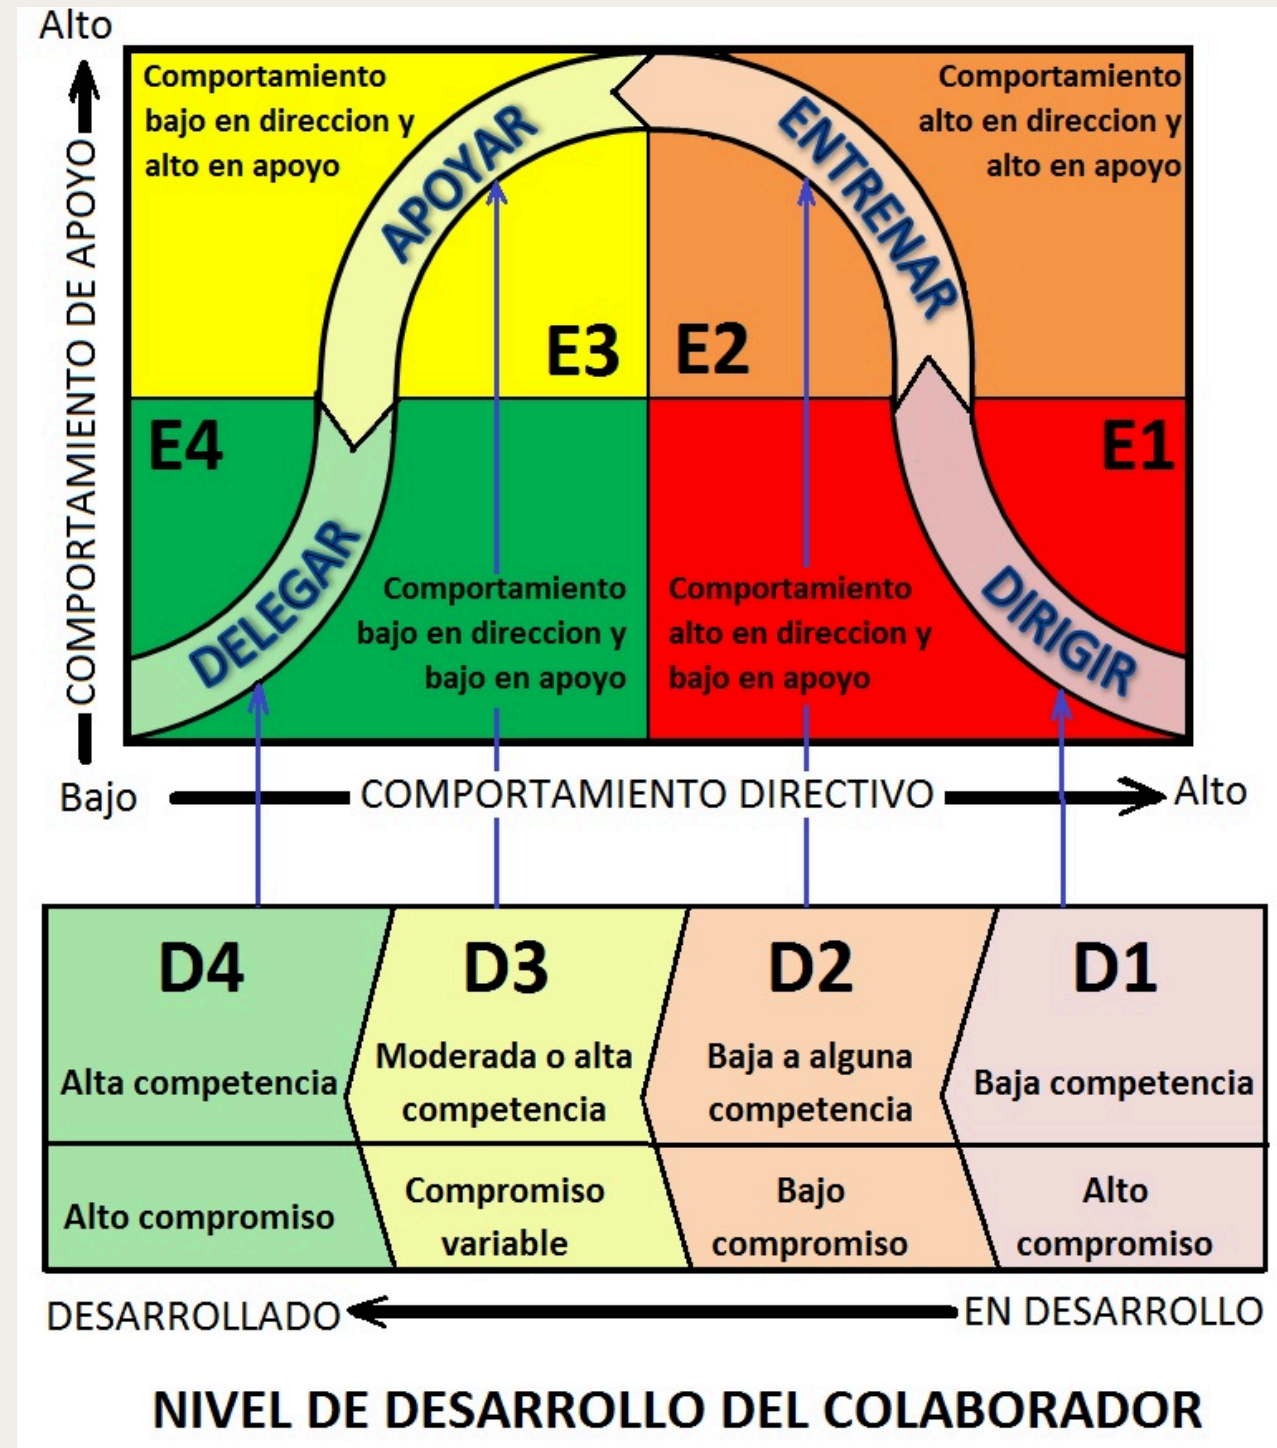 Alto
COMPORTAMIENTO DE APOYO
Comportamiento
bajo en direccion y
alto en apoyo
APOYAR
E3
Comportamiento
alto en direccion y
alto en apoyo
ENTRENAR
E2
E4
DELEGAR
Comportamiento
bajo en direccion y
bajo en apoyo
E1
DIRIGIR
Comportamiento
alto en direccion y
bajo en apoyo
Bajo
COMPORTAMIENTO DIRECTIVO
Alto
D4
Alta competencia
Alto compromiso
D3
Moderada o alta
competencia
Compromiso
variable
D2
Baja a alguna
competencia
Bajo
compromiso
D1
Baja competencia
Alto
compromiso
DESARROLLADO
EN DESARROLLO
NIVEL DE DESARROLLO DEL COLABORADOR